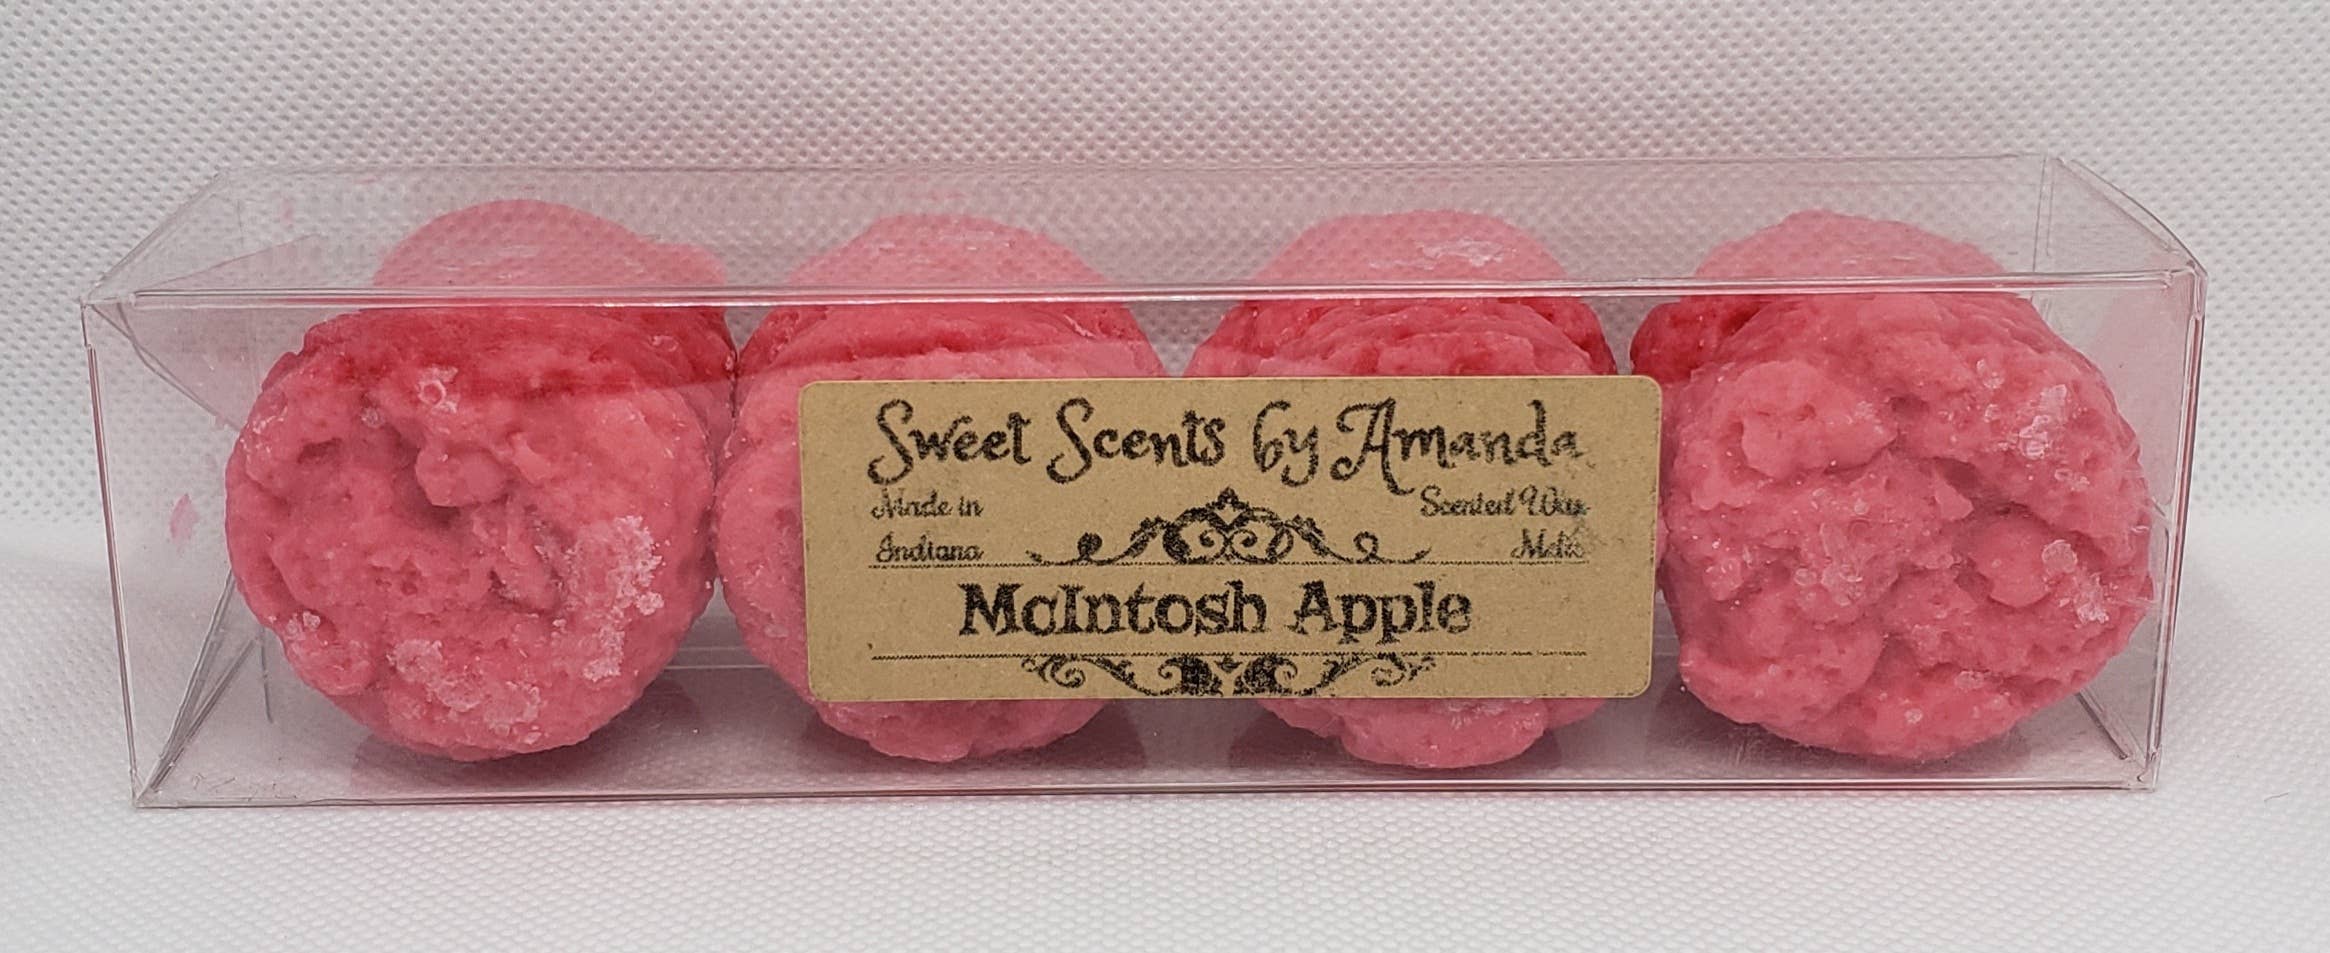 Sweet Scents by Amanda
Made in
Indiana
Scented Wax
Melts
McIntosh Apple